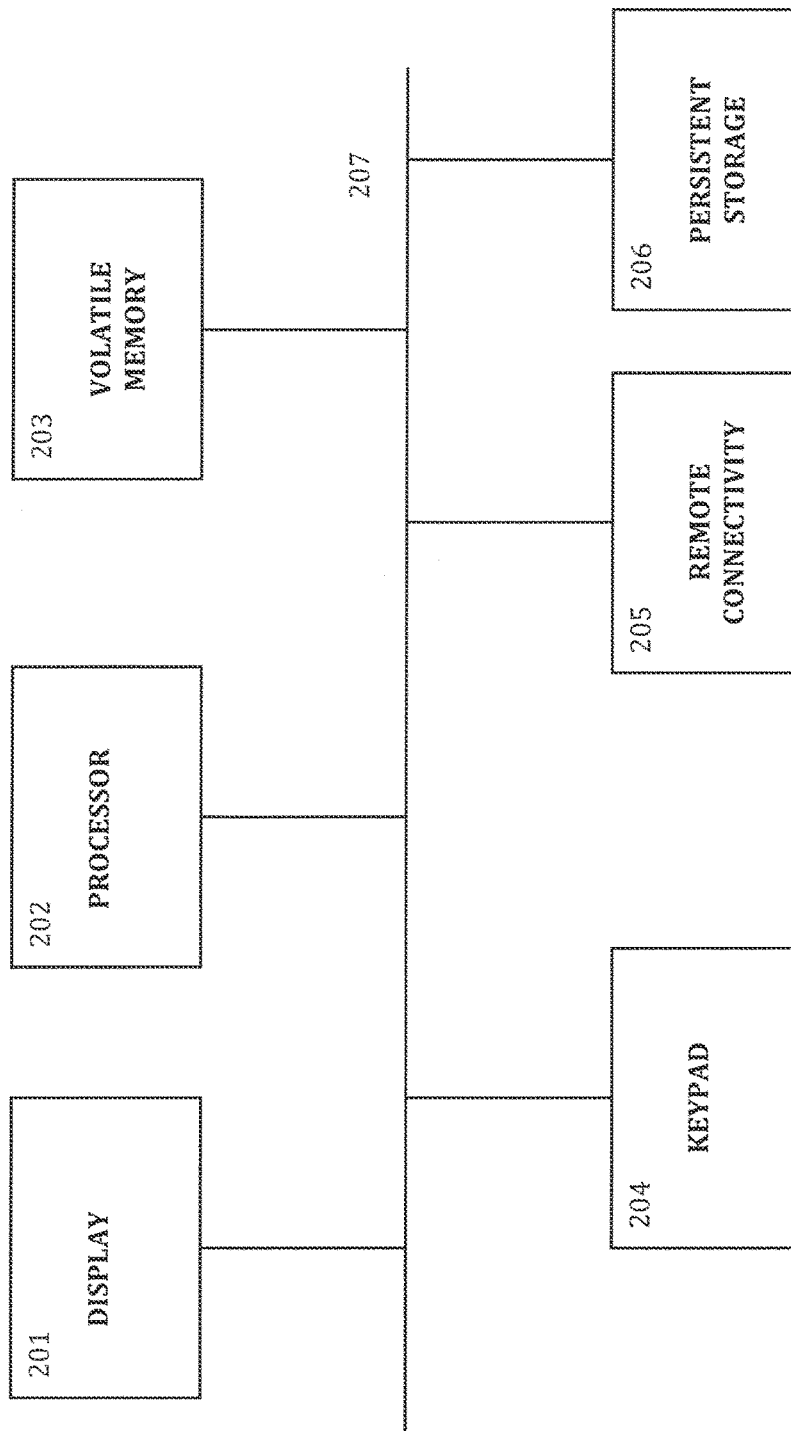 201
DISPLAY
202
PROCESSOR
203
VOLATILE
MEMORY
207
204
KEYPAD
205
REMOTE
CONNECTIVITY
206
PERSISTENT
STORAGE